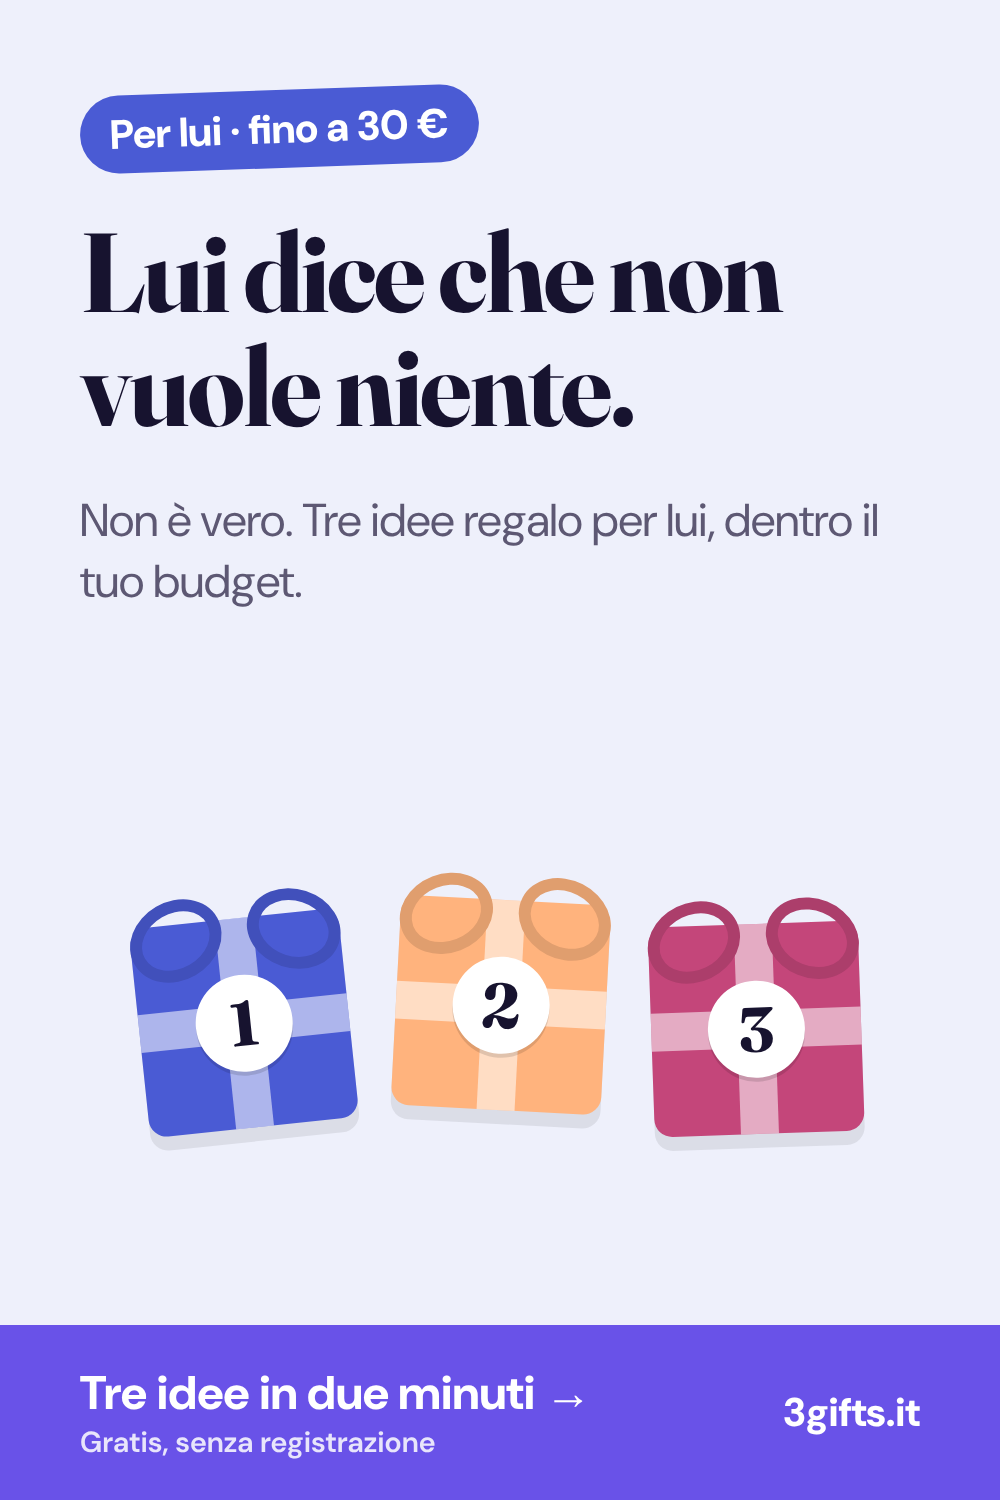 Per lui · fino a 30 €
Lui dice che non
vuole niente.
Non è vero. Tre idee regalo per lui, dentro il
tuo budget.
1
2
3
Tre idee in due minuti →
Gratis, senza registrazione
3gifts.it